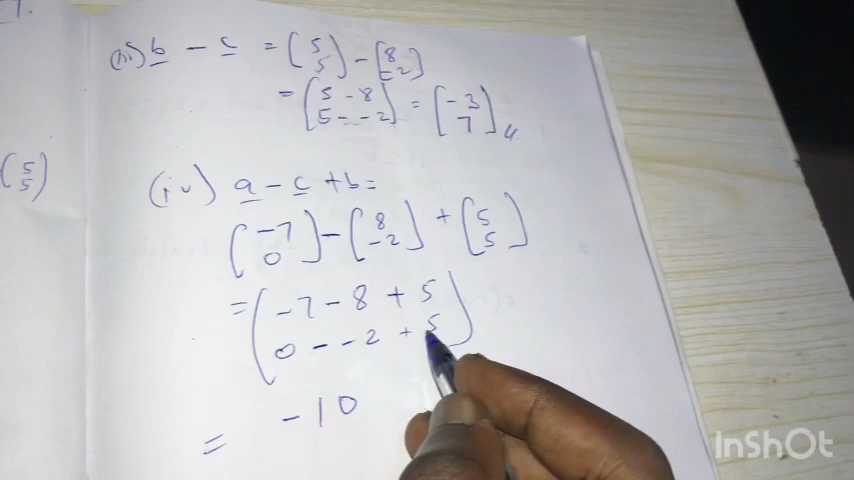 7.
(iii) b - c = (5 5) - [8 -2]
= [5 - 8 5 - -2] = [-3 7]
(5 5)
(iv) a - c + b =
[-7 0] - [8 -2] + [5 5]
= (-7 - 8 + 5 0 - -2 + 5)
= -10
InShOt